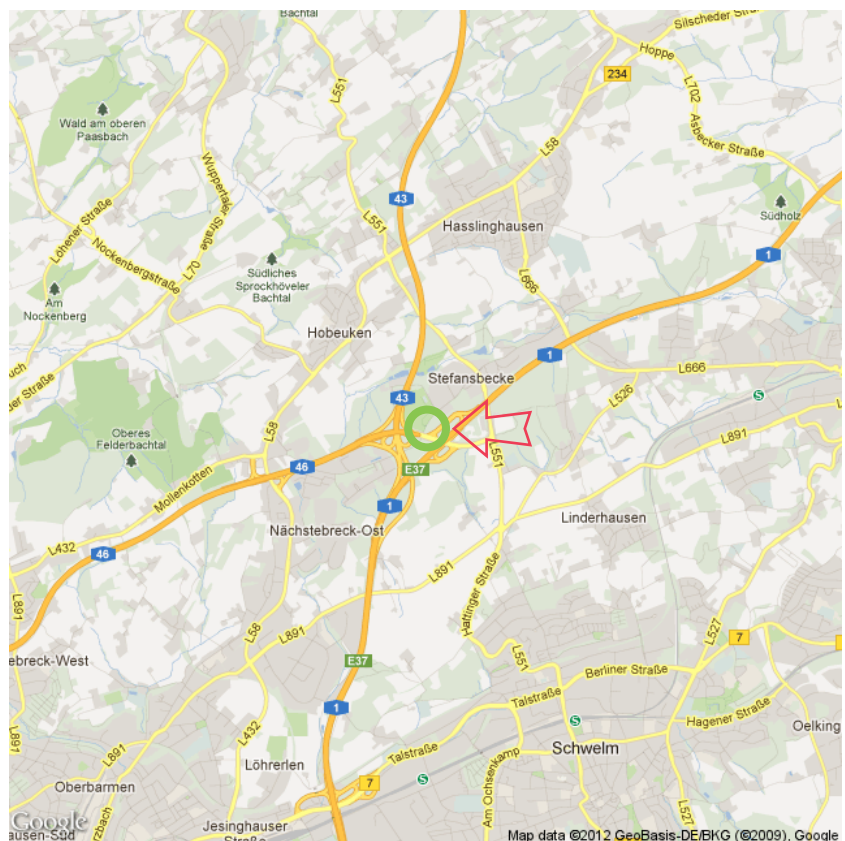 Bachtal
Silscheder Straße
Hoppe
234
L551
L702
Asbecker Straße
Wald am oberen
Paasbach
L58
Wuppertaler Straße
43
Löhener Straße
Südholz
L551
Hasslinghausen
Nockenbergstraße
L70
Südliches
Sprockhöveler
Bachtal
1
L666
Am
Nockenberg
Hobeuken
1
L666
Stefansbecke
43
L526
S
Oberes
Felderbachtal
L58
L891
L551
46
E37
Mollenkotten
1
Linderhausen
Nächstebreck-Ost
L432
46
L891
L891
Hattinger Straße
L527
L58
L891
7
ebreck-West
E37
L551
Berliner Straße
Talstraße
1
S
Hagener Straße
L891
L432
Talstraße
Schwelm
Oelking
L891
Löhrerlen
7
S
Am Ochsenkamp
Oberbarmen
L527
Google
Jesinghauser
Straße
ausen-Süd
Map data ©2012 GeoBasis-DE/BKG (©2009), Google